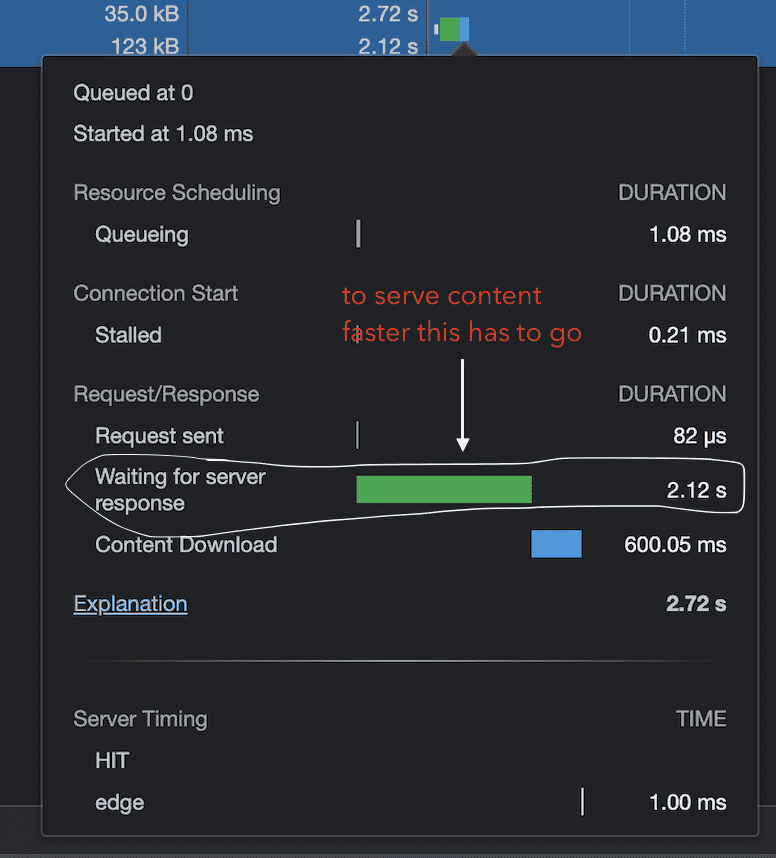 35.0 kB 2.72 s
123 kB 2.12 s
Queued at 0
Started at 1.08 ms
Resource Scheduling DURATION
Queueing 1.08 ms
Connection Start DURATION
to serve content
Stalled 0.21 ms
faster this has to go
Request/Response DURATION
Request sent 82 µs
Waiting for server
response 2.12 s
Content Download 600.05 ms
Explanation 2.72 s
Server Timing TIME
HIT
edge 1.00 ms